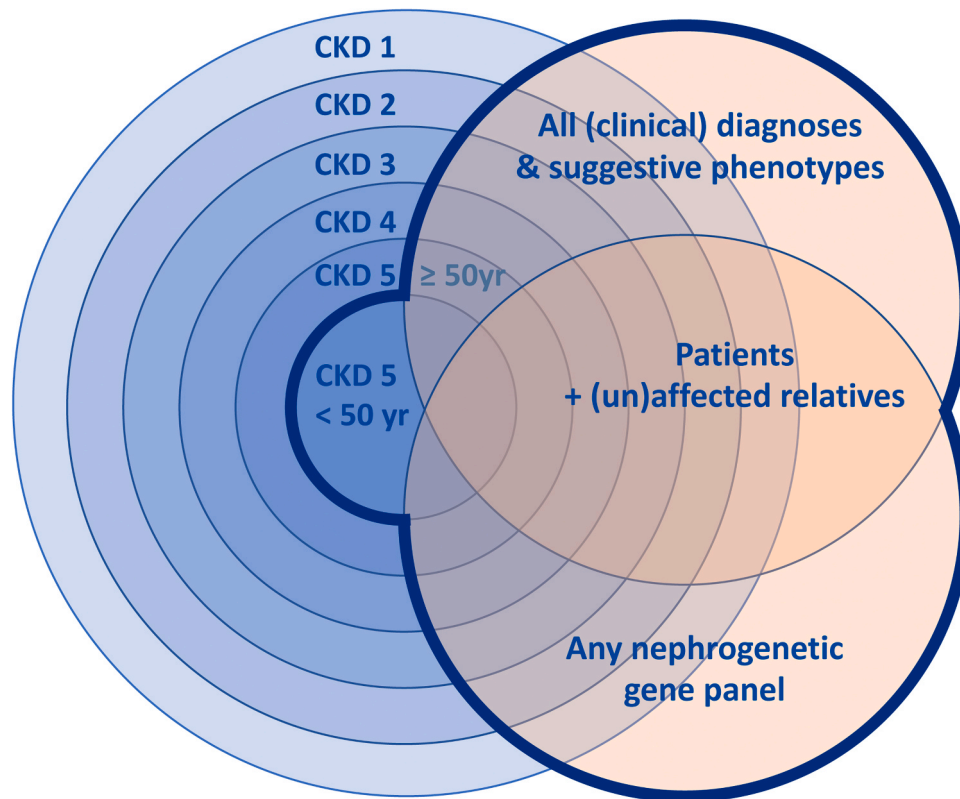 CKD 1
CKD 2
CKD 3
CKD 4
CKD 5 ≥ 50yr
CKD 5
< 50 yr
All (clinical) diagnoses
& suggestive phenotypes
Patients
+ (un)affected relatives
Any nephrogenetic
gene panel